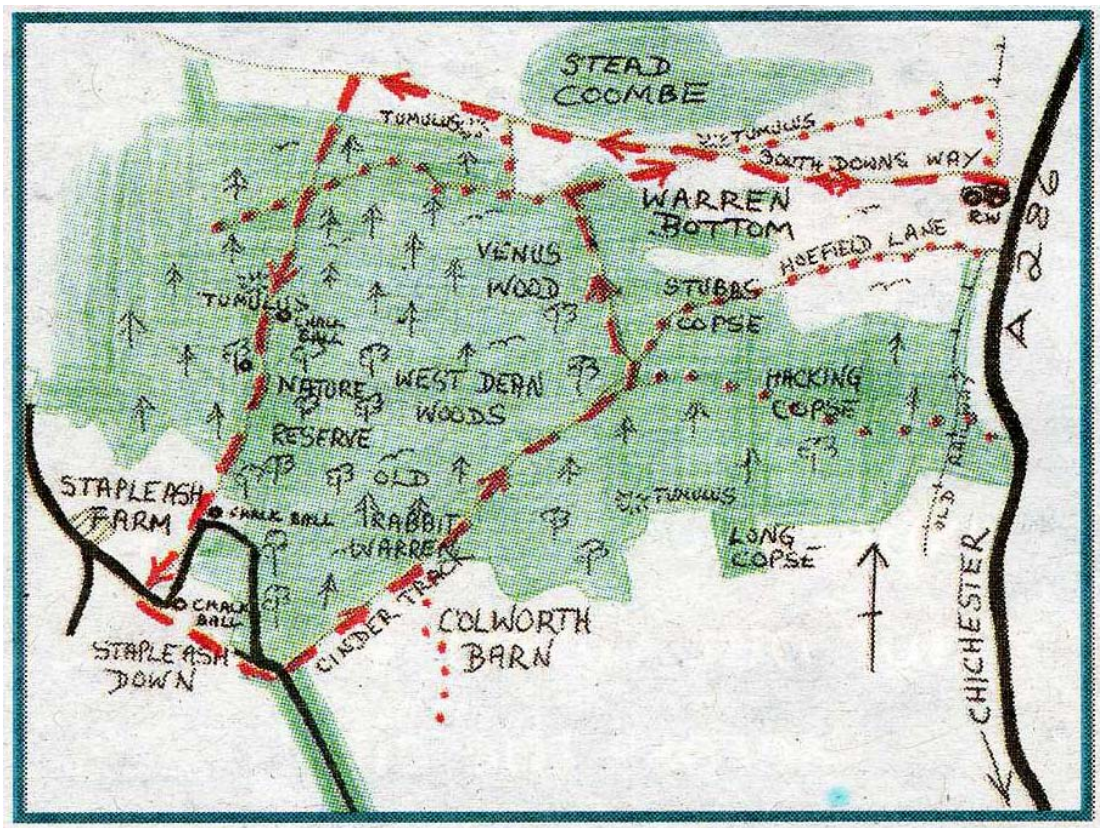 STEAD
COOMBE
TUMULUS
TUMULUS
SOUTH DOWNS WAY
RW
A 286
WARREN
BOTTOM
HOEFIELD LANE
VENUS
WOOD
STUBBS
COPSE
TUMULUS
CHALK
BALL
NATURE
RESERVE
WEST DEAN
WOODS
HACKING
COPSE
OLD RAILWAY
STAPLEASH
FARM
CHALK BALL
OLD
RABBIT
WARREN
TUMULUS
LONG
COPSE
CHALK
BALL
STAPLEASH
DOWN
CINDER TRACK
COLWORTH
BARN
CHICHESTER